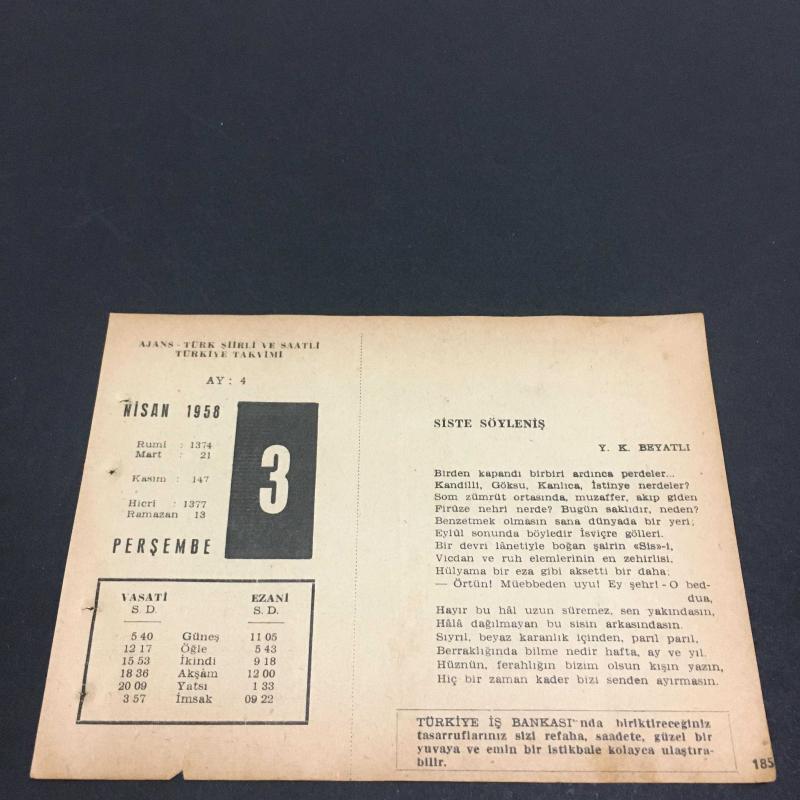 AJANS - TÜRK ŞİİRLİ VE SAATLİ
TÜRKİYE TAKVİMİ
AY : 4
NİSAN 1958
Rumi : 1374
Mart : 21
Kasım : 147
Hicri : 1377
Ramazan 13
3
PERŞEMBE
VASATİ EZANİ
S. D. S. D.
5 40 Güneş 11 05
12 17 Öğle 5 43
15 53 İkindi 9 18
18 36 Akşam 12 00
20 09 Yatsı 1 33
3 57 İmsak 09 22
SİSTE SÖYLENİŞ
Y. K. BEYATLI
Birden kapandı birbiri ardınca perdeler...
Kandilli, Göksu, Kanlıca, İstinye nerdeler?
Som zümrüt ortasında, muzaffer, akıp giden
Firûze nehri nerde? Bugün saklıdır, neden?
Benzetmek olmasın sana dünyada bir yeri;
Eylûl sonunda böyledir İsviçre gölleri.
Bir devri lânetiyle boğan şairin «Sis»-i,
Vicdan ve ruh elemlerinin en zehirlisi,
Hülyama bir eza gibi aksetti bir daha;
— Örtün! Müebbeden uyu! Ey şehr! - O bed-
dua,
Hayır bu hâl uzun süremez, sen yakındasın,
Hâlâ dağılmayan bu sisin arkasındasın.
Sıyrıl, beyaz karanlık içinden, parıl parıl,
Berraklığında bilme nedir hafta, ay ve yıl.
Hüznün, ferahlığın bizim olsun kışın yazın,
Hiç bir zaman kader bizi senden ayırmasın.
TÜRKİYE İŞ BANKASI'nda biriktireceğiniz
tasarruflarınız sizi refaha, saadete, güzel bir
yuvaya ve emin bir istikbale kolayca ulaştıra-
bilir.
185